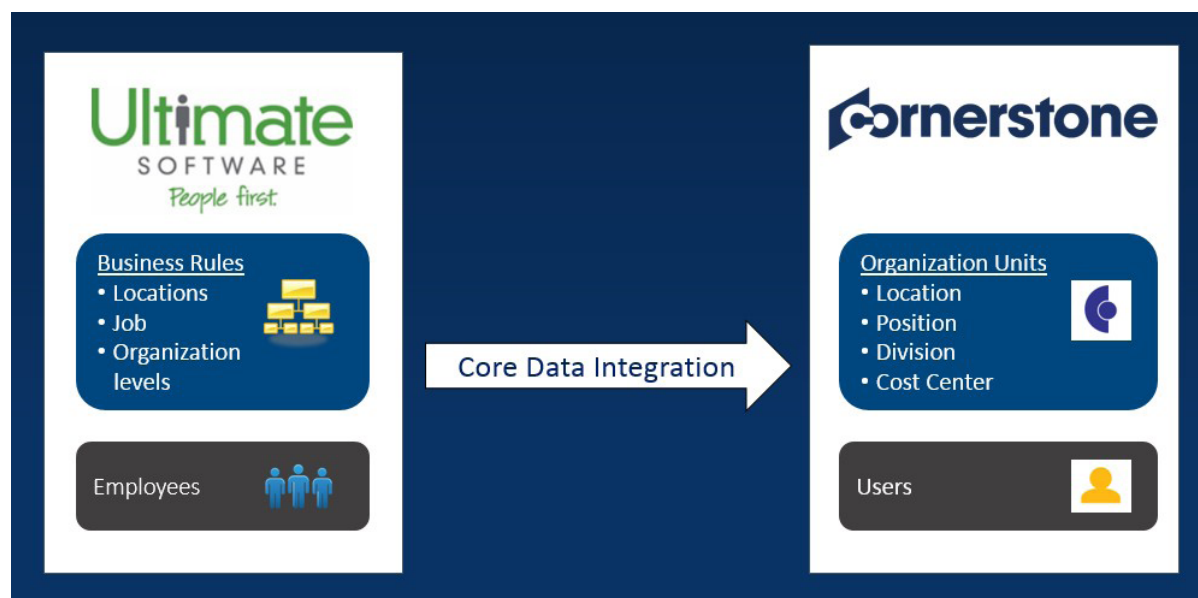 Ultimate
SOFTWARE
People first.
Business Rules
• Locations
• Job
• Organization
levels
Employees
Core Data Integration
Cornerstone
Organization Units
• Location
• Position
• Division
• Cost Center
Users